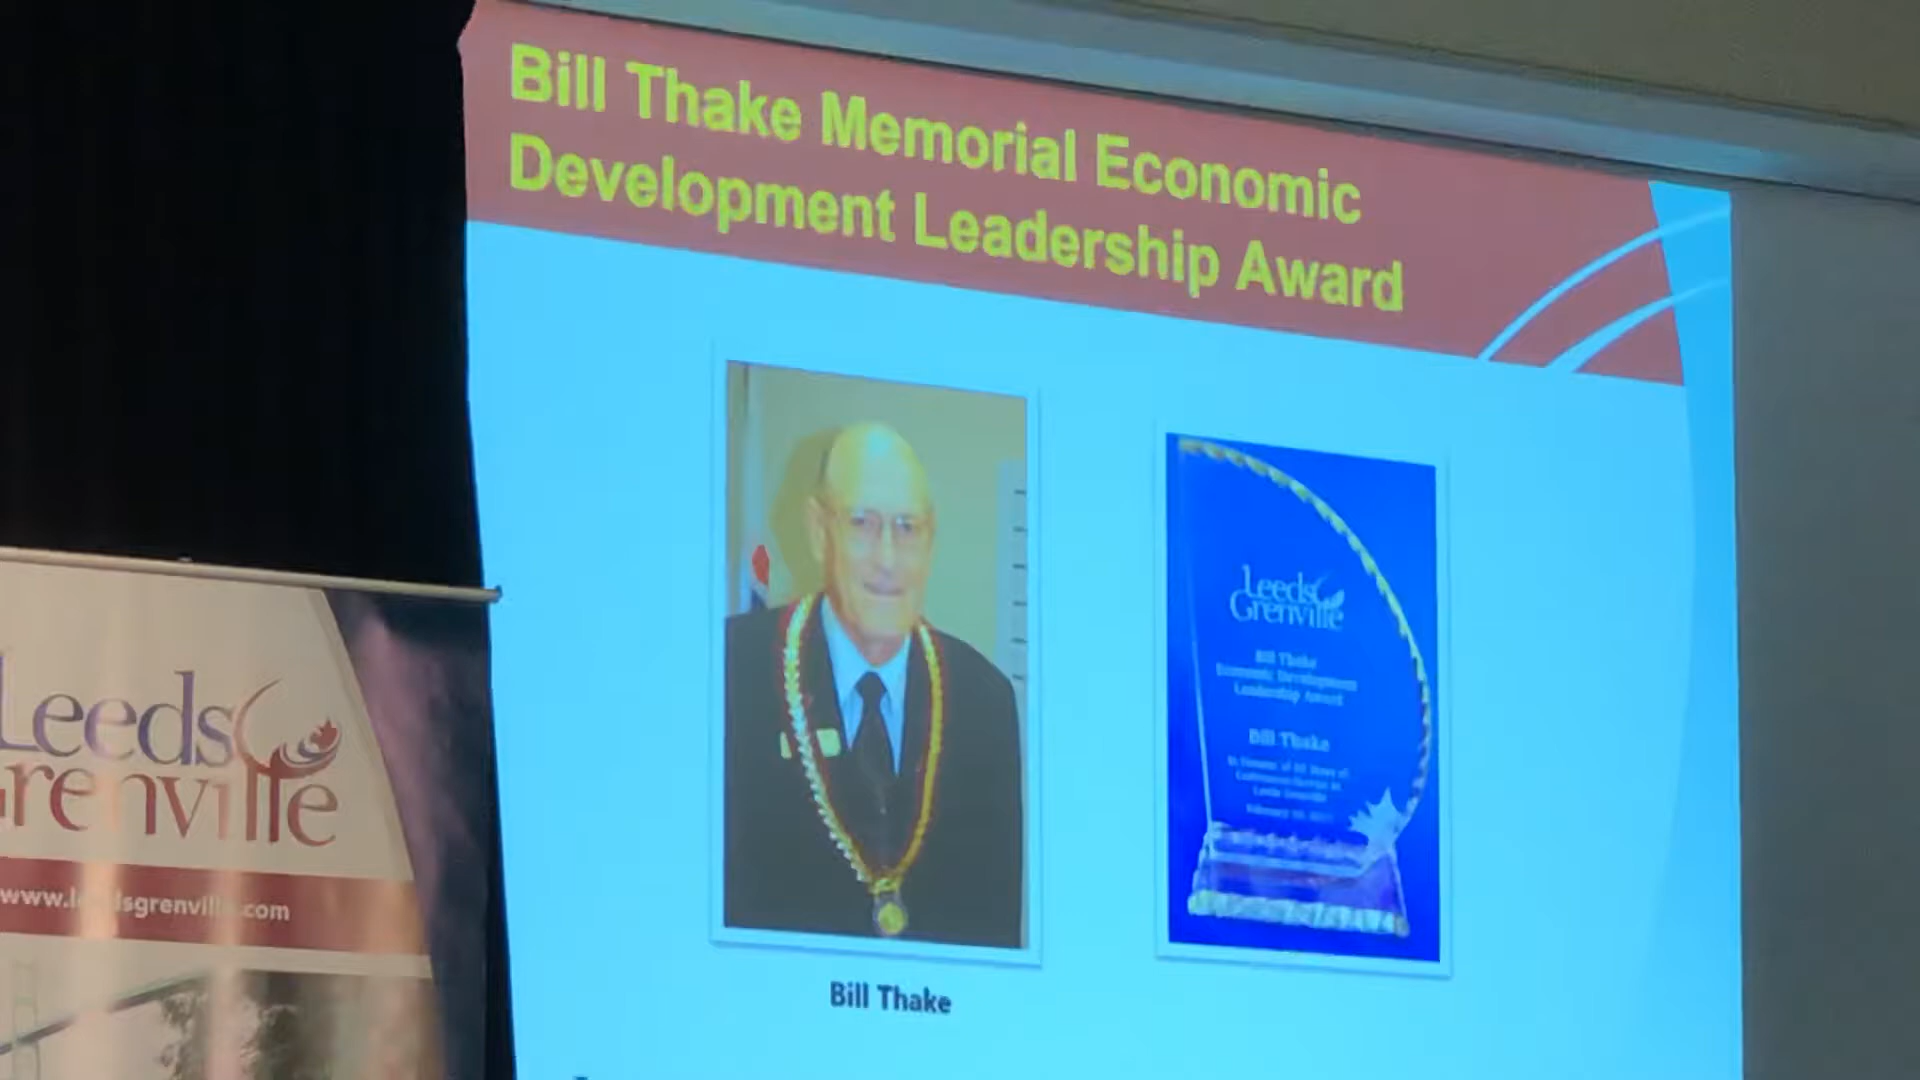 Bill Thake Memorial Economic
Development Leadership Award
Leeds
Grenville
Bill Thake
Economic Development
Leadership Award
Bill Thake
Bill Thake
Leeds
Grenville
www.leedsgrenville.com